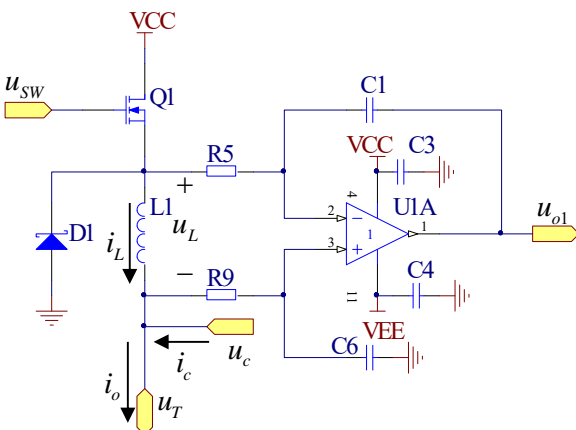 VCC
u_SW
Q1
C1
R5
VCC
C3
4
+
L1
u_L
2
−
U1A
1
1
u_o1
D1
i_L
3
+
−
R9
11
C4
VEE
C6
i_c
u_c
i_o
u_T